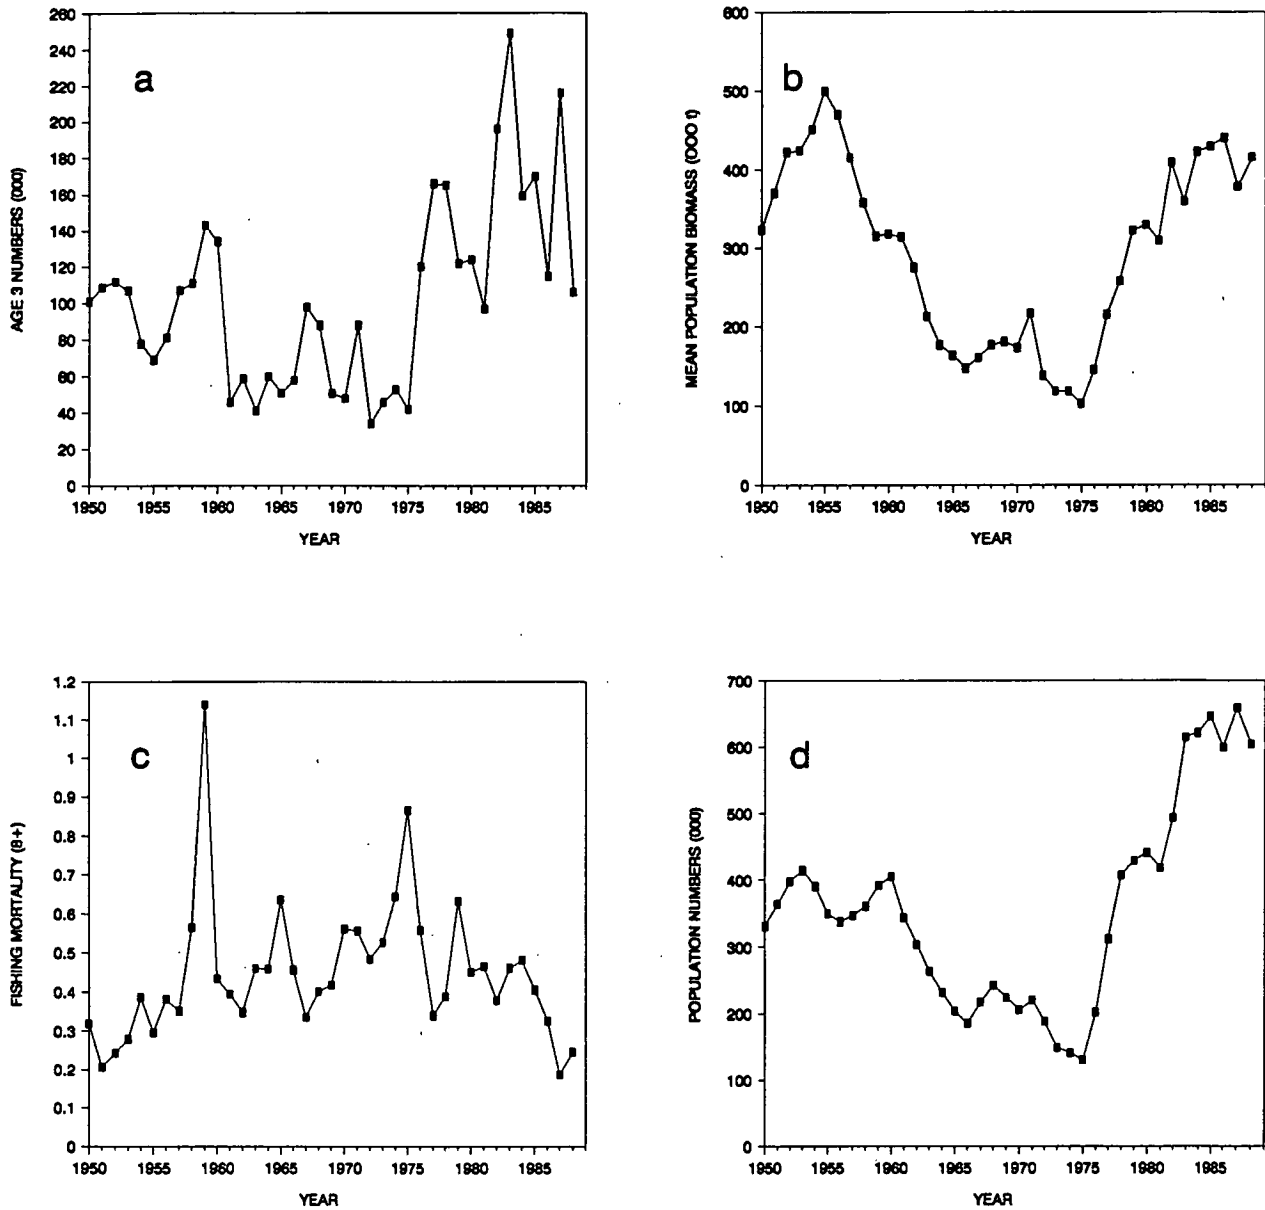 260
240
220
200
180
160
140
120
100
80
60
40
20
0
AGE 3 NUMBERS (000)
a
1950 1955 1960 1965 1970 1975 1980 1985
YEAR
600
500
400
300
200
100
0
MEAN POPULATION BIOMASS (OOO t)
b
1950 1955 1960 1965 1970 1975 1980 1985
YEAR
1.2
1.1
1
0.9
0.8
0.7
0.6
0.5
0.4
0.3
0.2
0.1
0
FISHING MORTALITY (8+)
c
1950 1955 1960 1965 1970 1975 1980 1985
YEAR
700
600
500
400
300
200
100
0
POPULATION NUMBERS (000)
d
1950 1955 1960 1965 1970 1975 1980 1985
YEAR